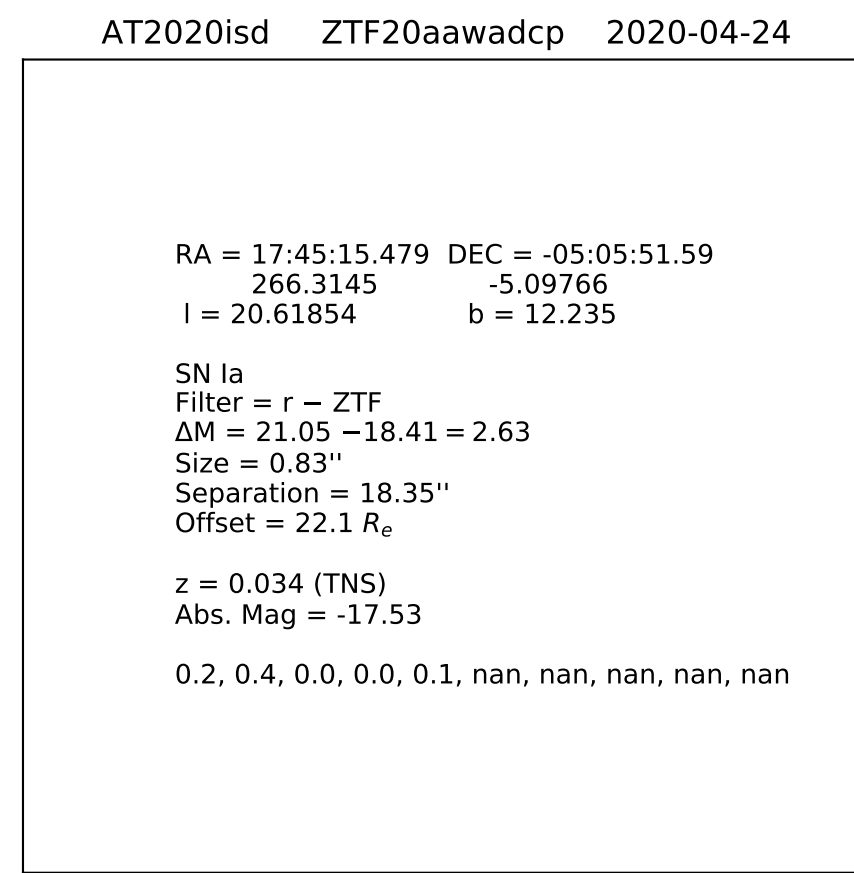 AT2020isd ZTF20aawadcp 2020-04-24
RA = 17:45:15.479 DEC = -05:05:51.59
266.3145 -5.09766
l = 20.61854 b = 12.235
SN Ia
Filter = r − ZTF
ΔM = 21.05 −18.41 = 2.63
Size = 0.83''
Separation = 18.35''
Offset = 22.1 Rₑ
z = 0.034 (TNS)
Abs. Mag = -17.53
0.2, 0.4, 0.0, 0.0, 0.1, nan, nan, nan, nan, nan